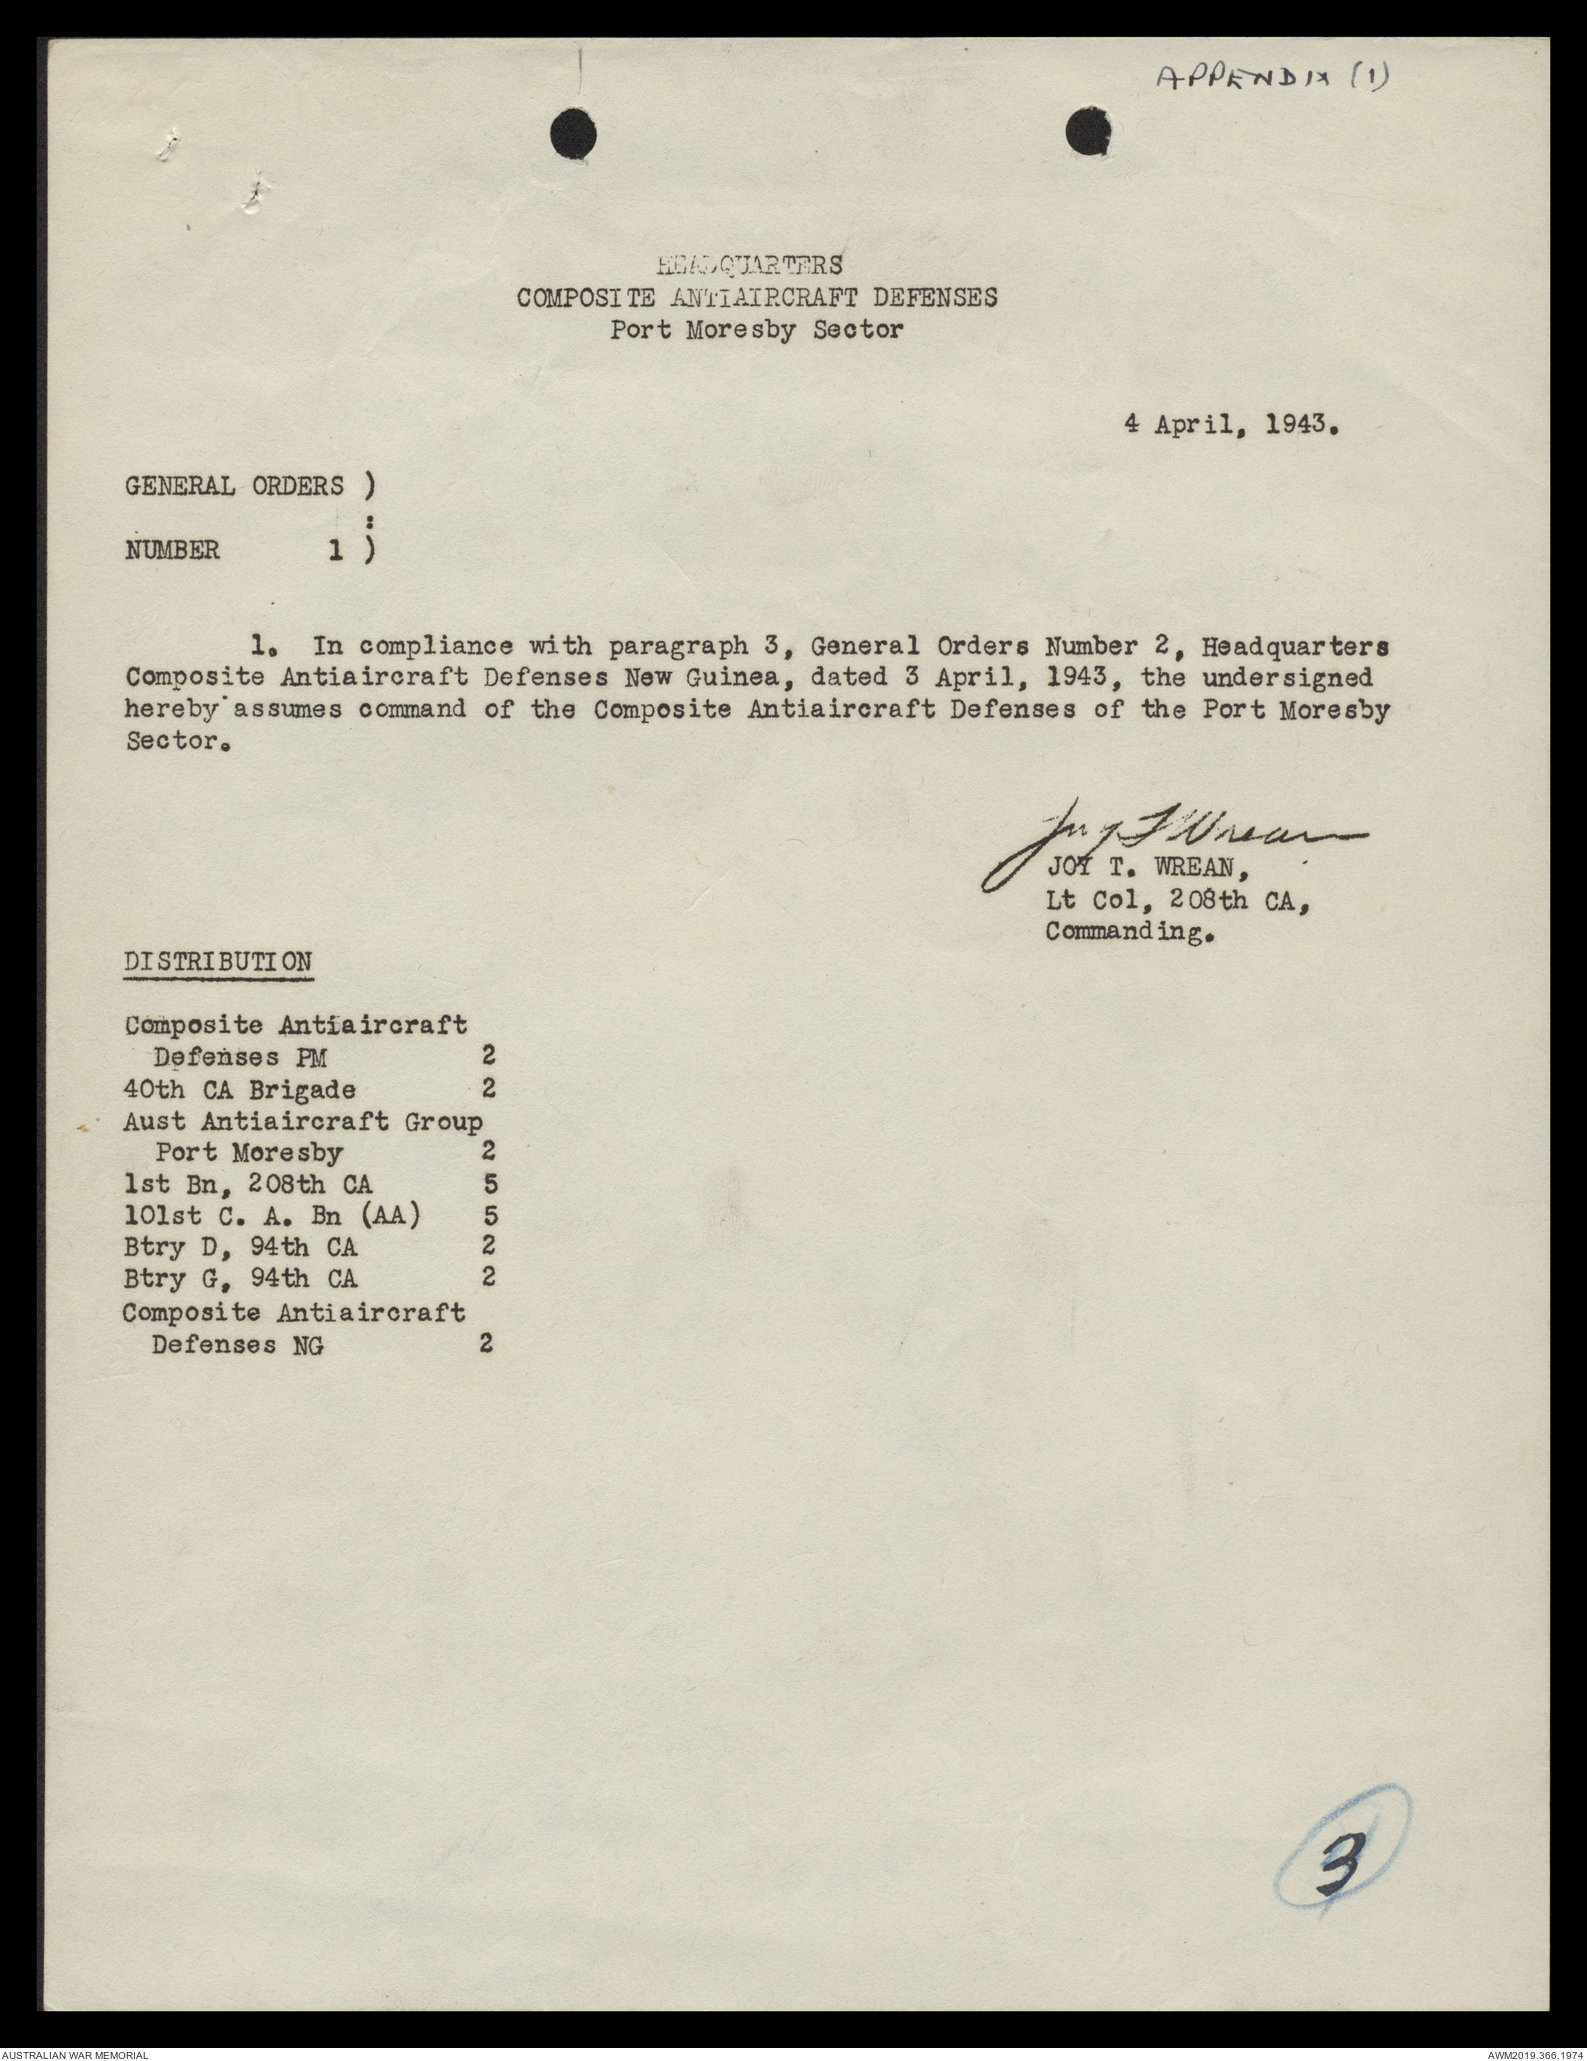 APPENDIX (1)
HEADQUARTERS
COMPOSITE ANTIAIRCRAFT DEFENSES
Port Moresby Sector
4 April, 1943.
GENERAL ORDERS )
:
NUMBER 1 )
1. In compliance with paragraph 3, General Orders Number 2, Headquarters
Composite Antiaircraft Defenses New Guinea, dated 3 April, 1943, the undersigned
hereby assumes command of the Composite Antiaircraft Defenses of the Port Moresby
Sector.
Joy T Wrean
JOY T. WREAN,
Lt Col, 208th CA,
Commanding.
DISTRIBUTION
Composite Antiaircraft
Defenses PM 2
40th CA Brigade 2
Aust Antiaircraft Group
Port Moresby 2
1st Bn, 208th CA 5
101st C. A. Bn (AA) 5
Btry D, 94th CA 2
Btry G, 94th CA 2
Composite Antiaircraft
Defenses NG 2
3
AUSTRALIAN WAR MEMORIAL
AWM2019.366.1974